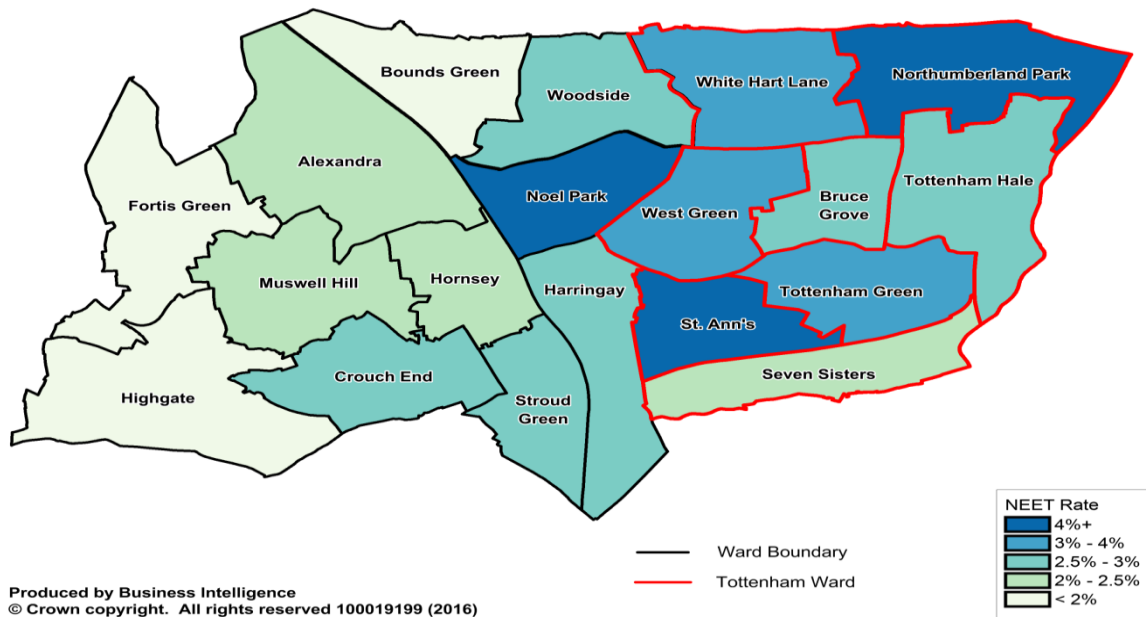 Bounds Green
Woodside
White Hart Lane
Northumberland Park
Alexandra
Noel Park
Fortis Green
West Green
Bruce
Grove
Tottenham Hale
Muswell Hill
Hornsey
Harringay
Tottenham Green
St. Ann's
Highgate
Crouch End
Stroud
Green
Seven Sisters
NEET Rate
4%+
3% - 4%
2.5% - 3%
2% - 2.5%
< 2%
Ward Boundary
Tottenham Ward
Produced by Business Intelligence
© Crown copyright. All rights reserved 100019199 (2016)